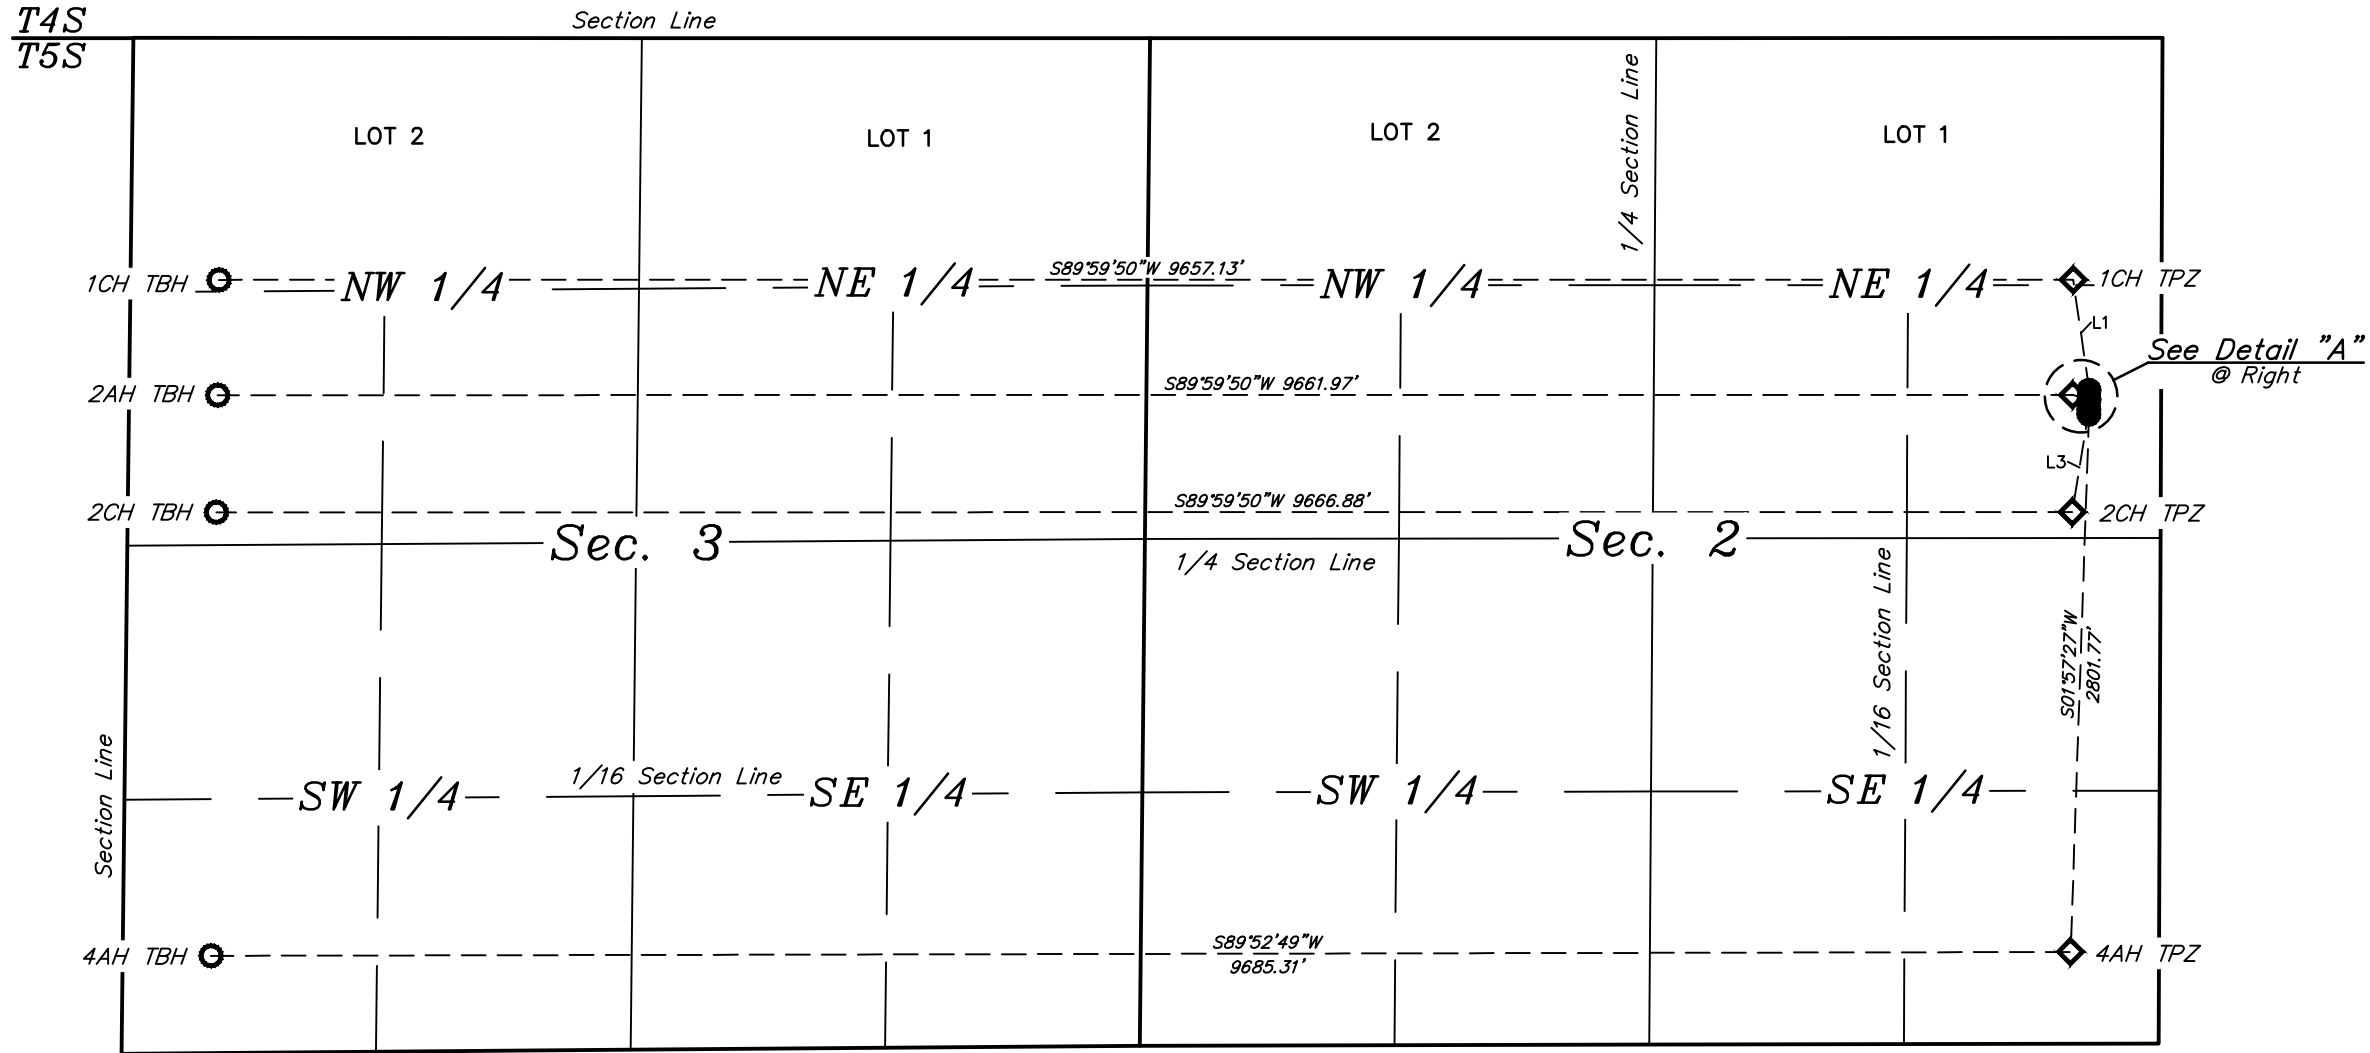 T4S
Section Line
T5S
1/4 Section Line
LOT 2
LOT 1
LOT 2
LOT 1
1CH TBH
NW 1/4
NE 1/4
S89°59'50"W 9657.13'
NW 1/4
NE 1/4
1CH TPZ
L1
See Detail "A"
@ Right
2AH TBH
S89°59'50"W 9661.97'
L3
2CH TBH
S89°59'50"W 9666.88'
2CH TPZ
Sec. 3
Sec. 2
1/4 Section Line
1/16 Section Line
S01°57'27"W
2801.77'
Section Line
1/16 Section Line
SW 1/4
SE 1/4
SW 1/4
SE 1/4
4AH TBH
S89°52'49"W
9685.31'
4AH TPZ